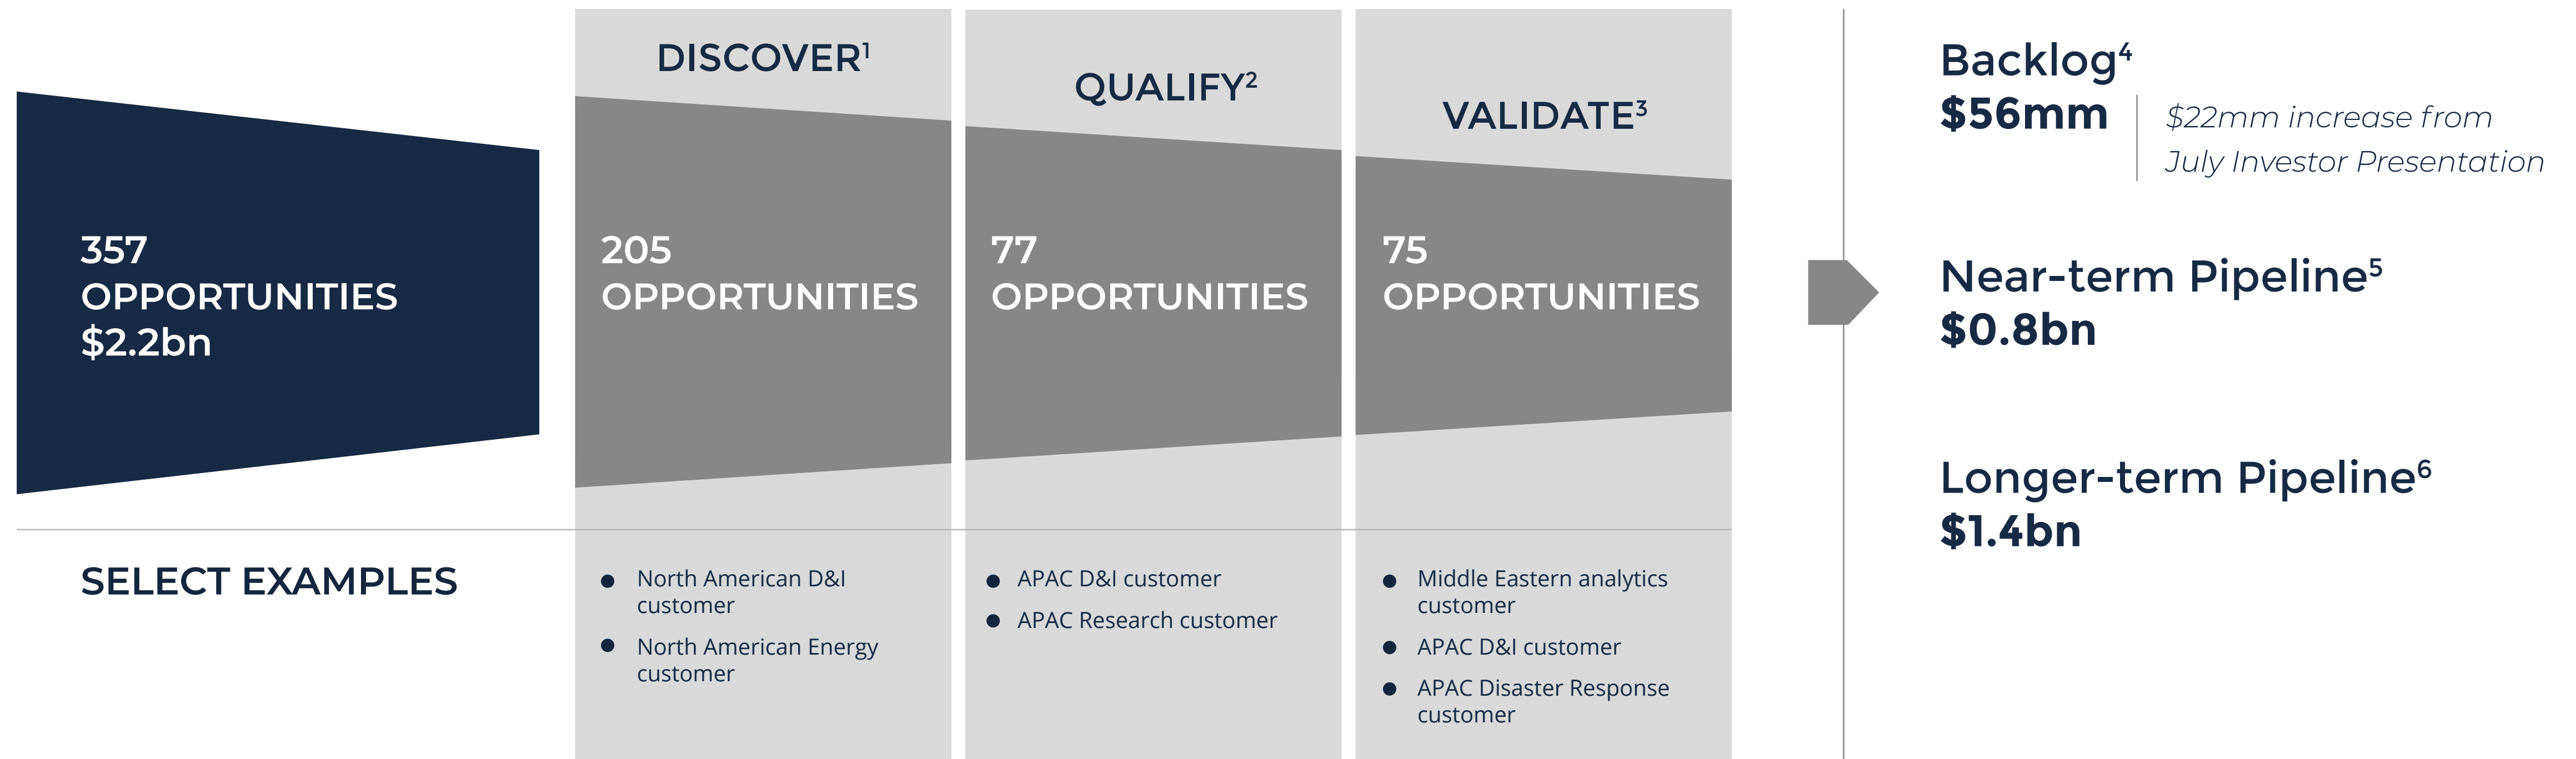 357
OPPORTUNITIES
$2.2bn
DISCOVER¹
205
OPPORTUNITIES
QUALIFY²
77
OPPORTUNITIES
VALIDATE³
75
OPPORTUNITIES
SELECT EXAMPLES
North American D&I
customer
North American Energy
customer
APAC D&I customer
APAC Research customer
Middle Eastern analytics
customer
APAC D&I customer
APAC Disaster Response
customer
Backlog⁴
$56mm
$22mm increase from
July Investor Presentation
Near-term Pipeline⁵
$0.8bn
Longer-term Pipeline⁶
$1.4bn